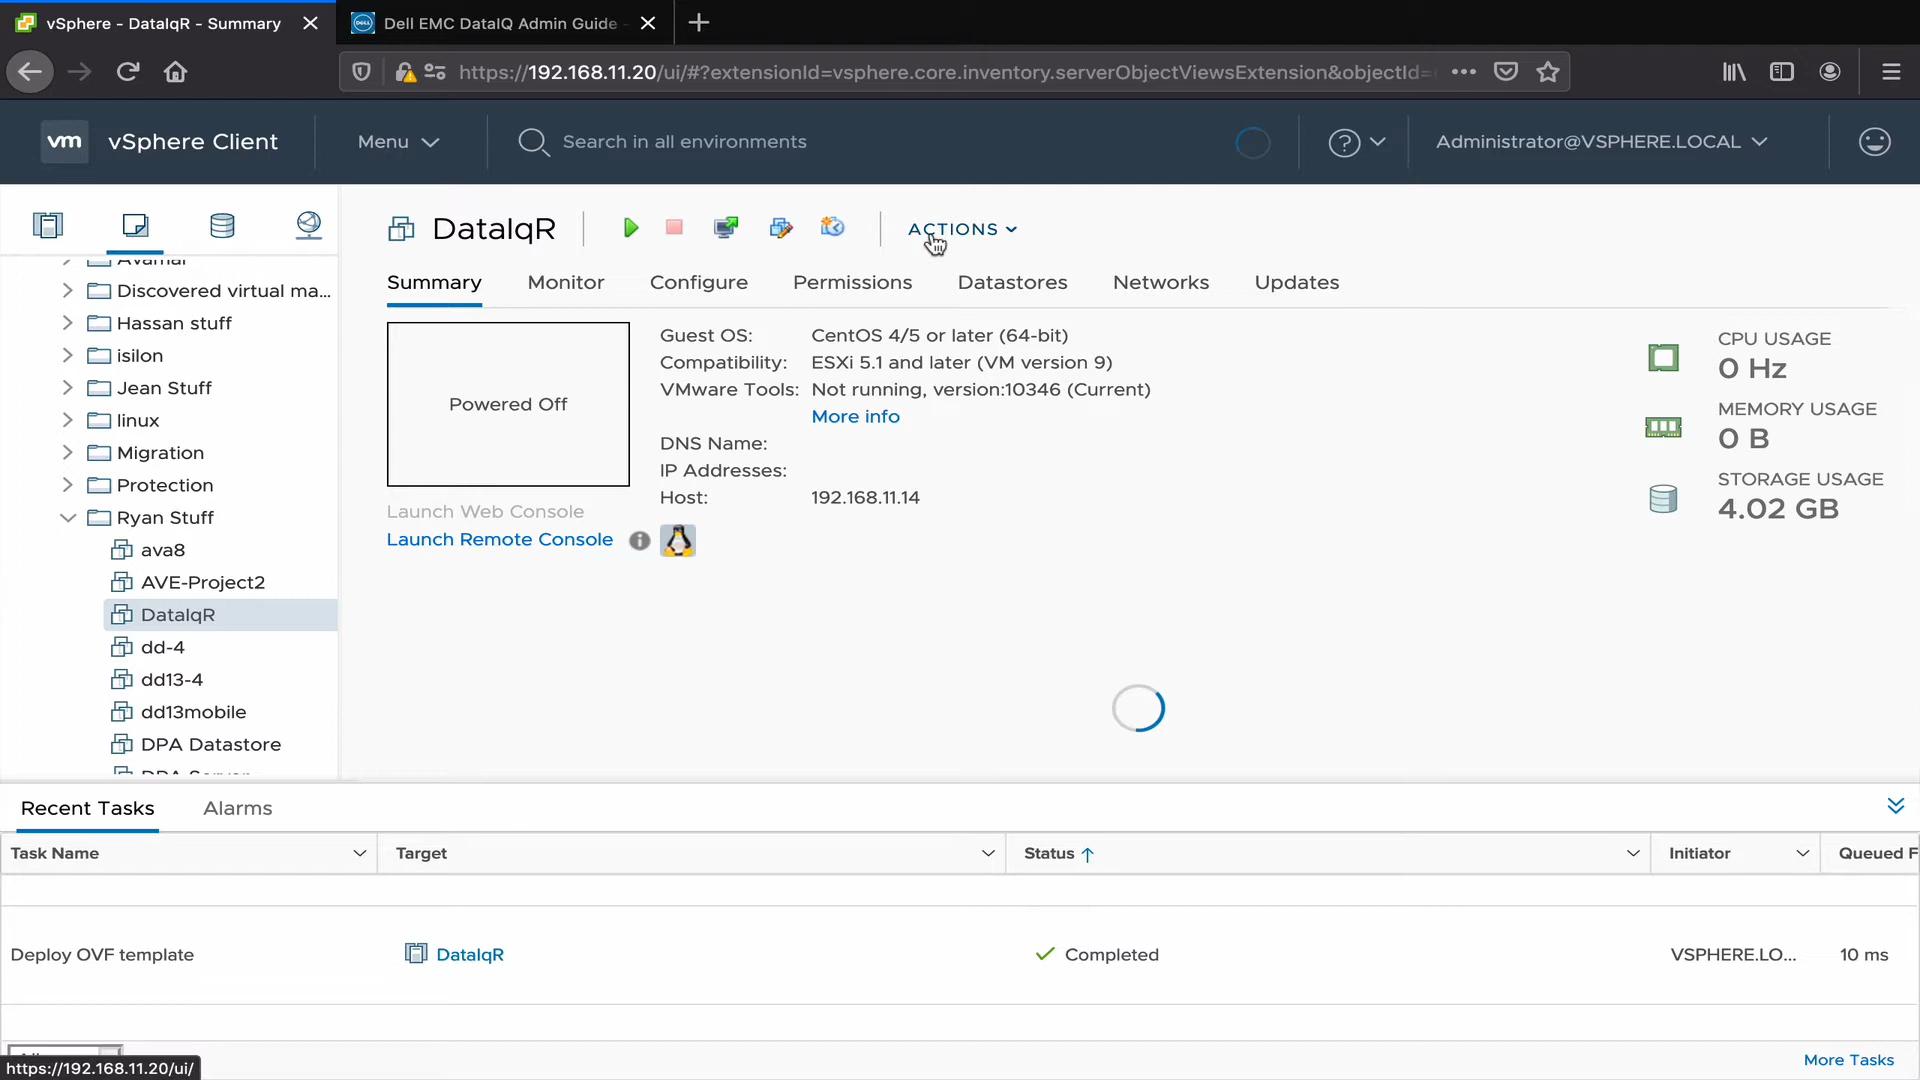 vSphere - DataIqR - Summary
Dell EMC DataIQ Admin Guide -
https://192.168.11.20/ui/#?extensionId=vsphere.core.inventory.serverObjectViewsExtension&objectId=
vm vSphere Client
Menu
Search in all environments
Administrator@VSPHERE.LOCAL
DataIqR
ACTIONS
Summary Monitor Configure Permissions Datastores Networks Updates
Avamar
Discovered virtual ma...
Hassan stuff
isilon
Jean Stuff
linux
Migration
Protection
Ryan Stuff
ava8
AVE-Project2
DataIqR
dd-4
dd13-4
dd13mobile
DPA Datastore
Powered Off
Launch Web Console
Launch Remote Console
Guest OS: CentOS 4/5 or later (64-bit)
Compatibility: ESXi 5.1 and later (VM version 9)
VMware Tools: Not running, version:10346 (Current)
More info
DNS Name:
IP Addresses:
Host: 192.168.11.14
CPU USAGE
0 Hz
MEMORY USAGE
0 B
STORAGE USAGE
4.02 GB
Recent Tasks Alarms
Task Name Target Status Initiator Queued F
Deploy OVF template DataIqR Completed VSPHERE.LO... 10 ms
https://192.168.11.20/ui/
More Tasks